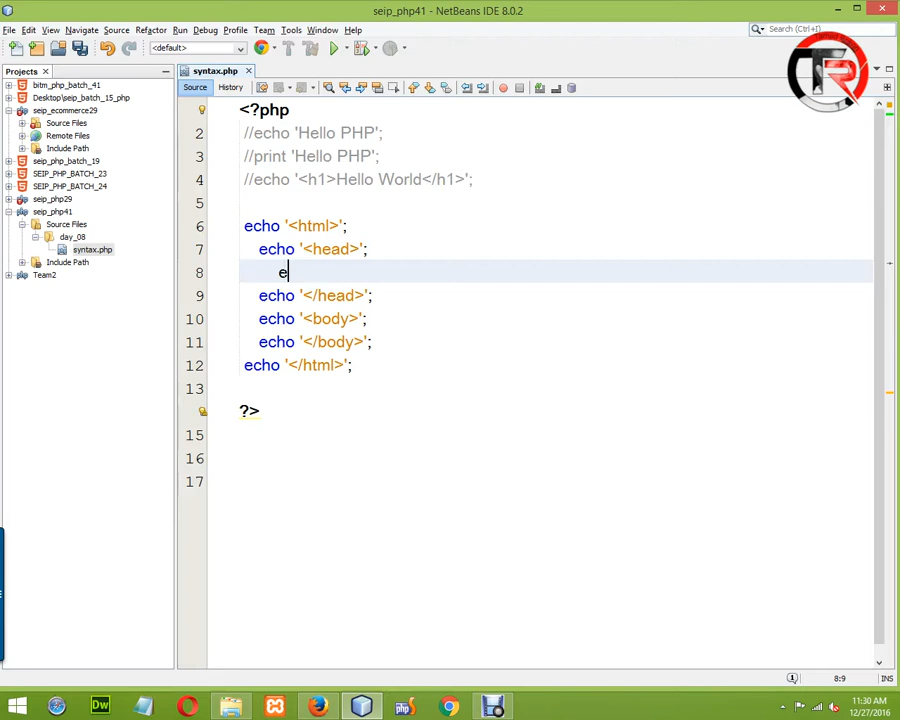 seip_php41 - NetBeans IDE 8.0.2
File Edit View Navigate Source Refactor Run Debug Profile Team Tools Window Help
Search (Ctrl+I)
<default>
TR
Projects
syntax.php
Source History
bitm_php_batch_41
Desktop\seip_batch_15_php
seip_ecommerce29
Source Files
Remote Files
Include Path
seip_php_batch_19
SEIP_PHP_BATCH_23
SEIP_PHP_BATCH_24
seip_php29
seip_php41
Source Files
day_08
syntax.php
Include Path
Team2
<?php
2 //echo 'Hello PHP';
3 //print 'Hello PHP';
4 //echo '<h1>Hello World</h1>';
5
6 echo '<html>';
7 echo '<head>';
8 e
9 echo '</head>';
10 echo '<body>';
11 echo '</body>';
12 echo '</html>';
13
?>
15
16
17
8:9 INS
Dw
php
11:30 AM
12/27/2016